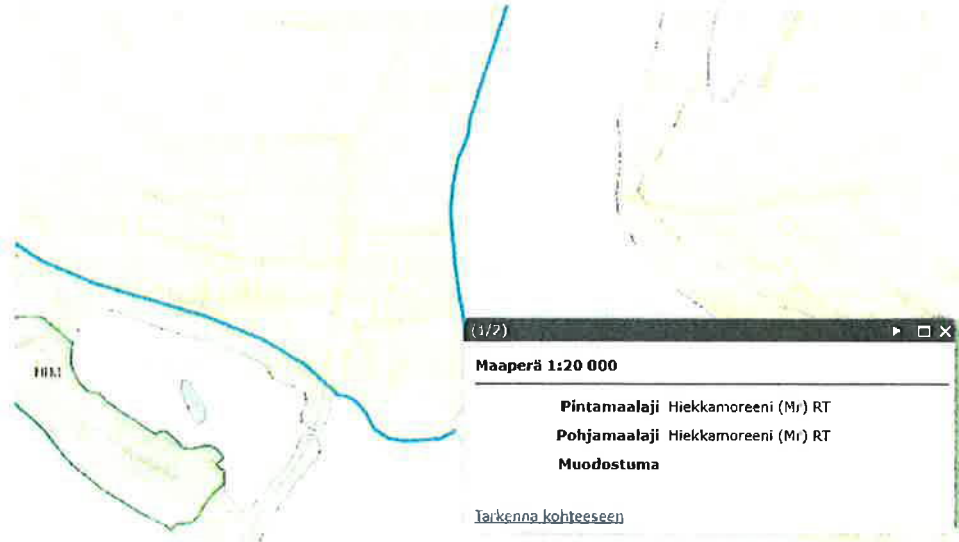 (1/2)
Maaperä 1:20 000
Pintamaalaji Hiekkamoreeni (Mr) RT
Pohjamaalaji Hiekkamoreeni (Mr) RT
Muodostuma
Tarkenna kohteeseen